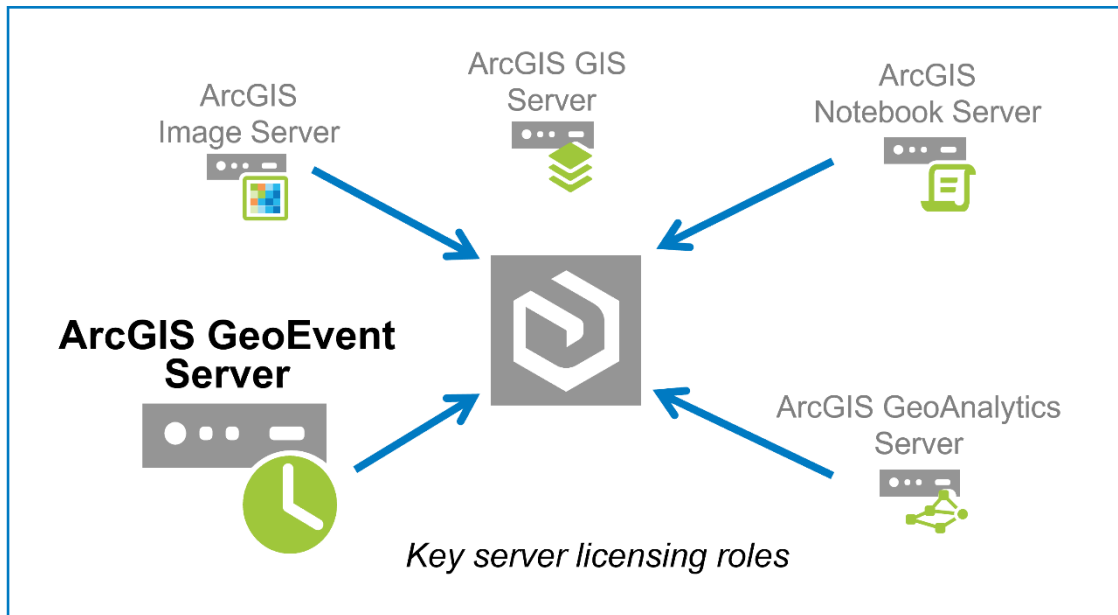 ArcGIS
Image Server
ArcGIS GIS
Server
ArcGIS
Notebook Server
ArcGIS GeoEvent
Server
ArcGIS GeoAnalytics
Server
Key server licensing roles